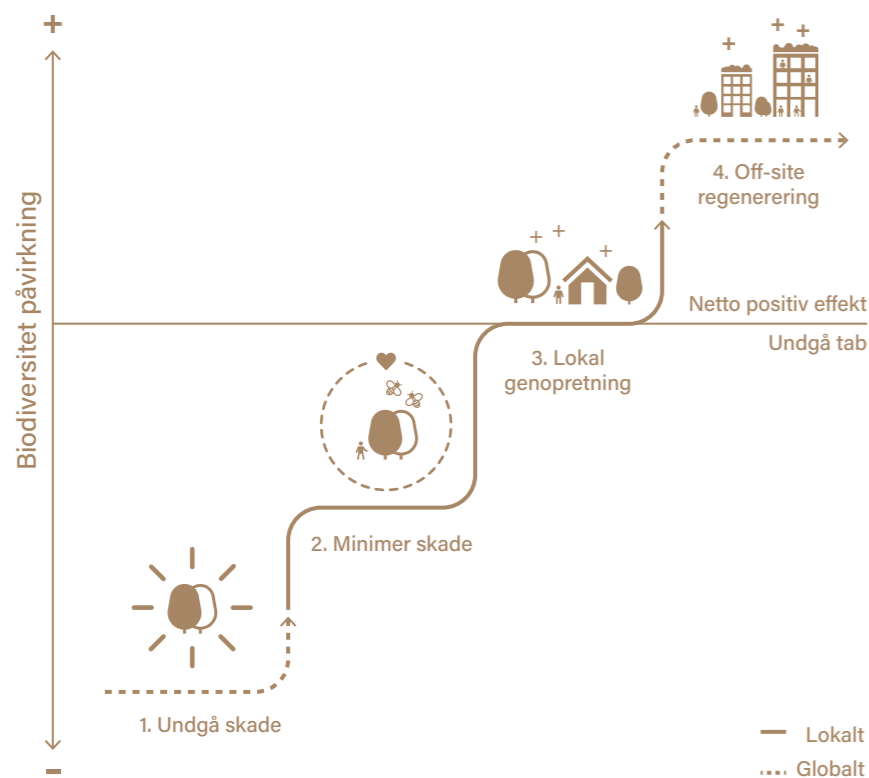 +
Biodiversitet påvirkning
4. Off-site
regenerering
Netto positiv effekt
Undgå tab
3. Lokal
genopretning
2. Minimer skade
1. Undgå skade
-
Lokalt
Globalt